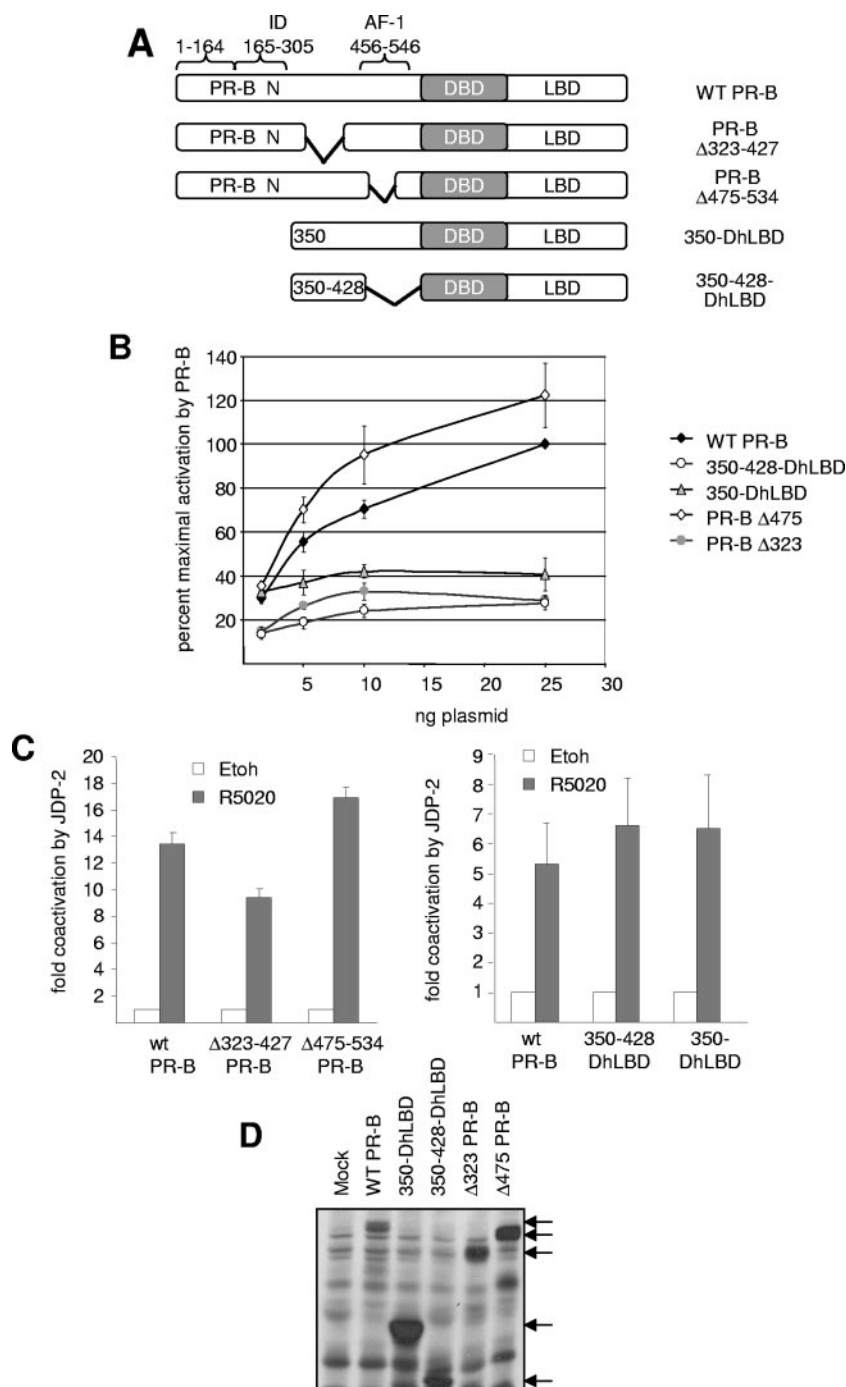 A
ID AF-1
1-164 165-305 456-546
PR-B N DBD LBD WT PR-B
PR-B N DBD LBD PR-B
Δ323-427
PR-B N DBD LBD PR-B
Δ475-534
350 DBD LBD 350-DhLBD
350-428 DBD LBD 350-428-
DhLBD
B
percent maximal activation by PR-B
140
120
100
80
60
40
20
5 10 15 20 25 30
ng plasmid
WT PR-B
350-428-DhLBD
350-DhLBD
PR-B Δ475
PR-B Δ323
C
fold coactivation by JDP-2
20
18
16
14
12
10
8
6
4
2
Etoh
R5020
wt Δ323-427 Δ475-534
PR-B PR-B PR-B
fold coactivation by JDP-2
9
8
7
6
5
4
3
2
1
Etoh
R5020
wt 350-428 350-
PR-B DhLBD DhLBD
D
Mock
WT PR-B
350-DhLBD
350-428-DhLBD
Δ323 PR-B
Δ475 PR-B